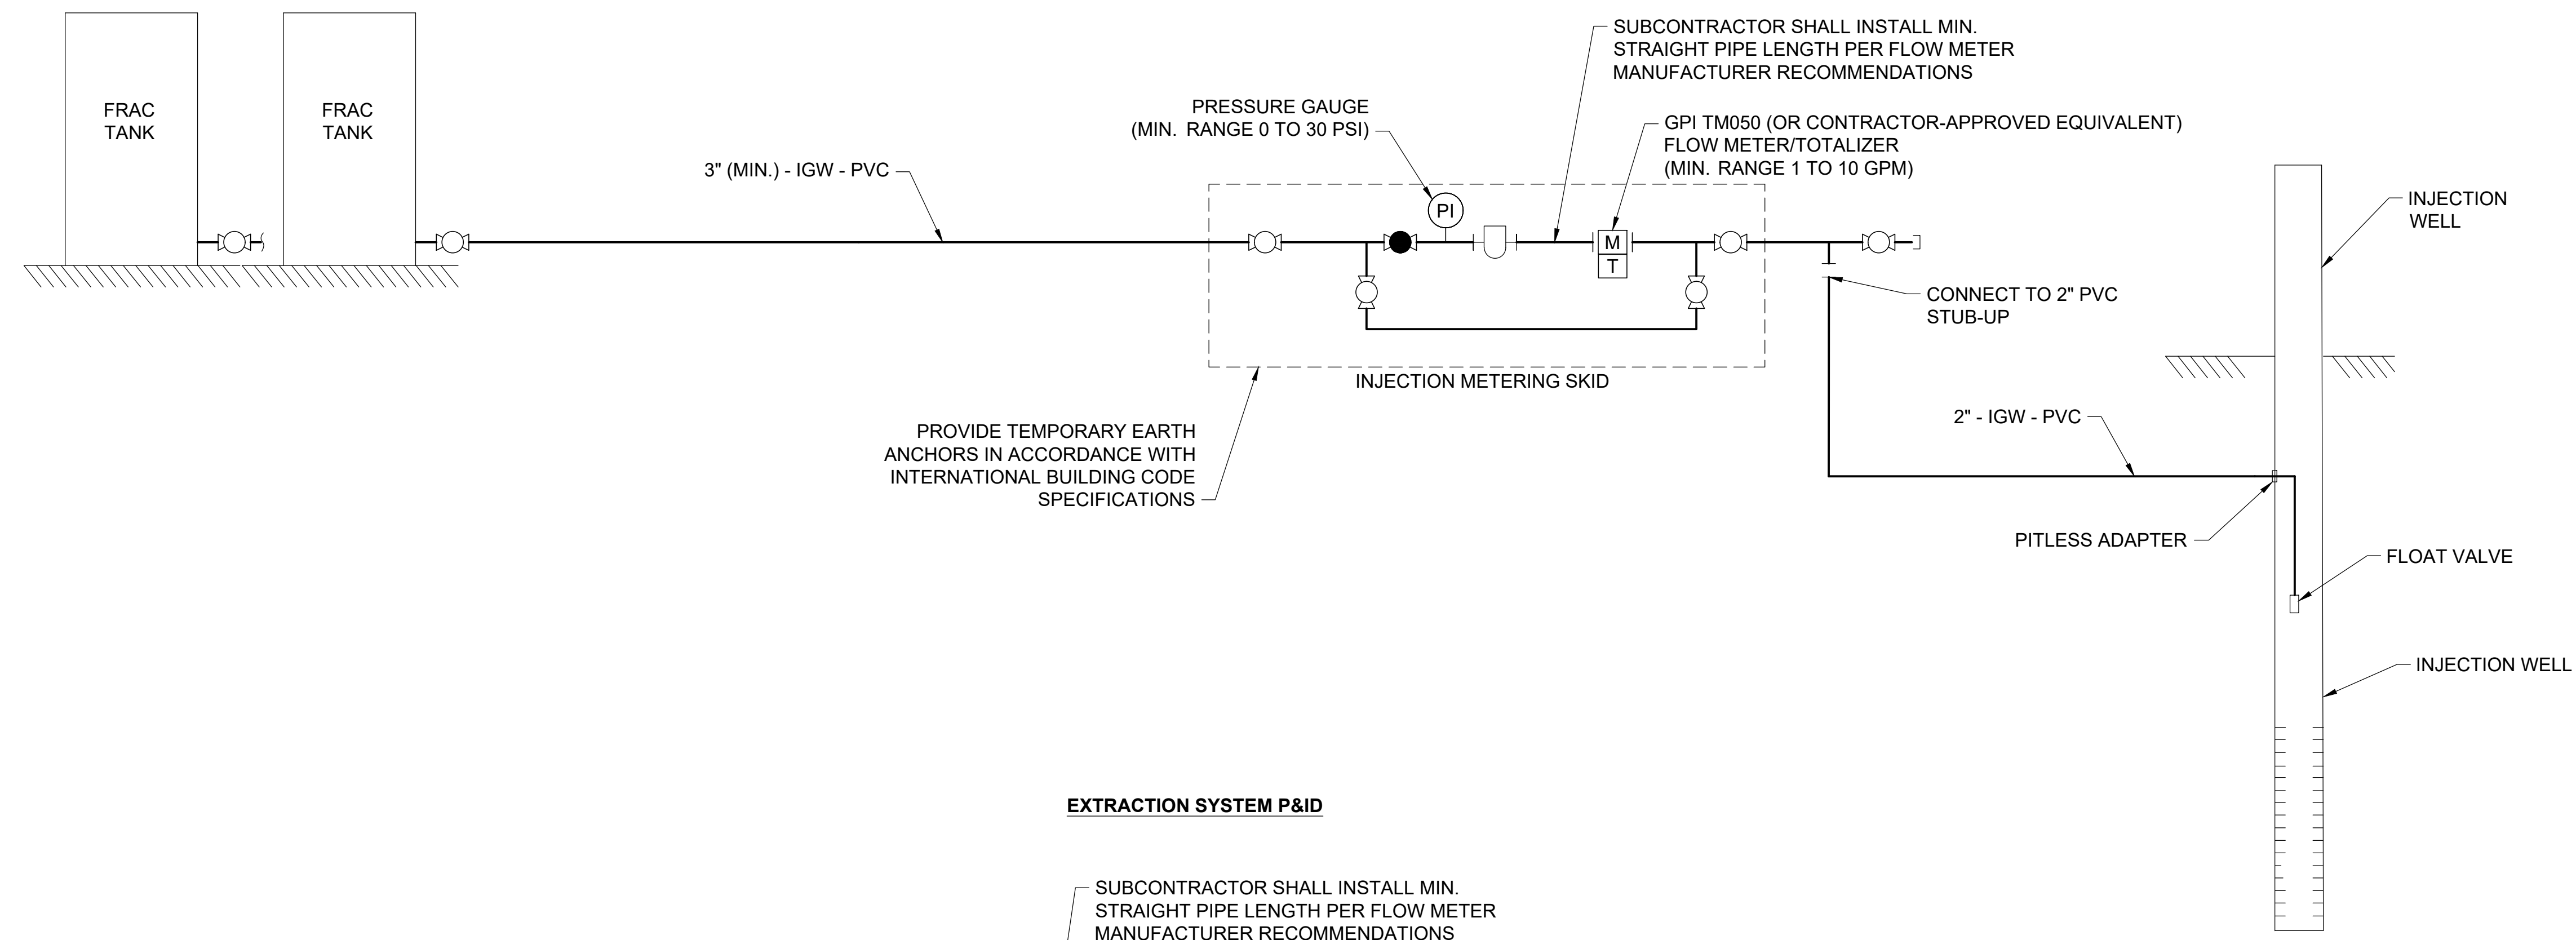 FRAC
TANK
FRAC
TANK
3" (MIN.) - IGW - PVC
PRESSURE GAUGE
(MIN. RANGE 0 TO 30 PSI)
PI
SUBCONTRACTOR SHALL INSTALL MIN.
STRAIGHT PIPE LENGTH PER FLOW METER
MANUFACTURER RECOMMENDATIONS
GPI TM050 (OR CONTRACTOR-APPROVED EQUIVALENT)
FLOW METER/TOTALIZER
(MIN. RANGE 1 TO 10 GPM)
M
T
INJECTION METERING SKID
PROVIDE TEMPORARY EARTH
ANCHORS IN ACCORDANCE WITH
INTERNATIONAL BUILDING CODE
SPECIFICATIONS
CONNECT TO 2" PVC
STUB-UP
INJECTION
WELL
2" - IGW - PVC
PITLESS ADAPTER
FLOAT VALVE
INJECTION WELL
EXTRACTION SYSTEM P&ID
SUBCONTRACTOR SHALL INSTALL MIN.
STRAIGHT PIPE LENGTH PER FLOW METER
MANUFACTURER RECOMMENDATIONS